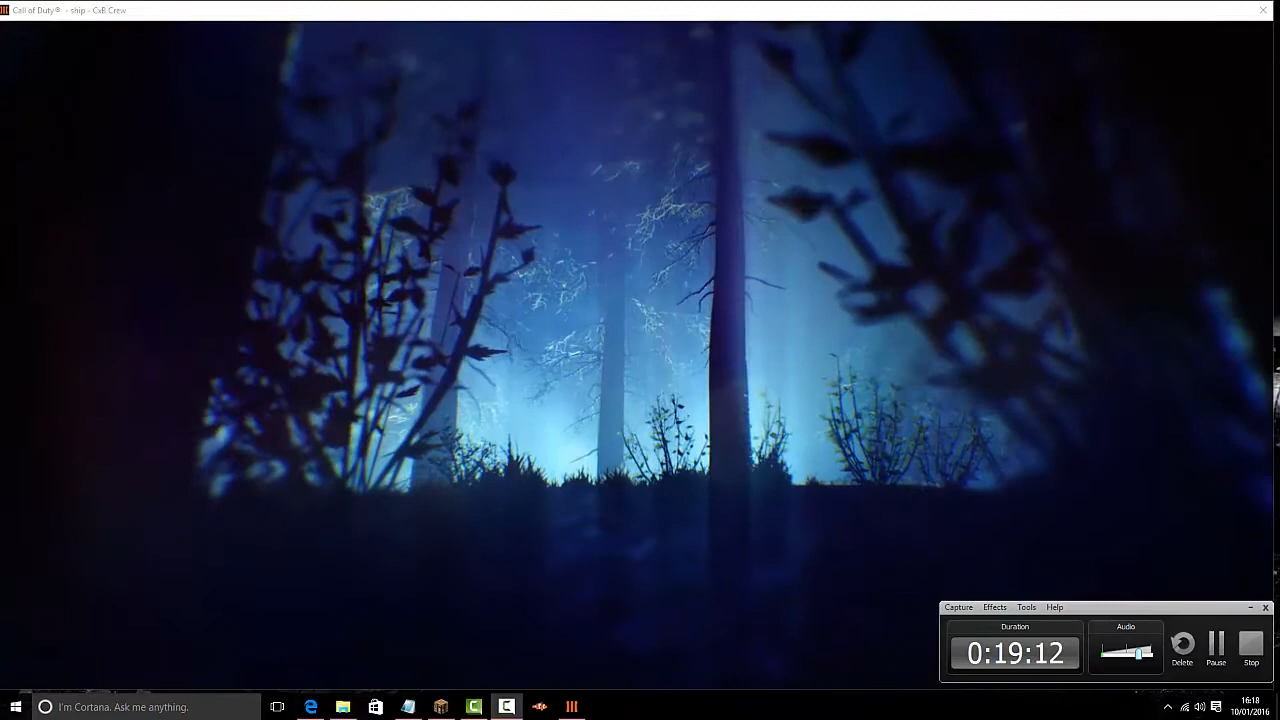 Call of Duty® - ship - CxB Crew
Capture Effects Tools Help
Duration
Audio
0:19:12
Delete
Pause
Stop
I'm Cortana. Ask me anything.
16:18
10/01/2016